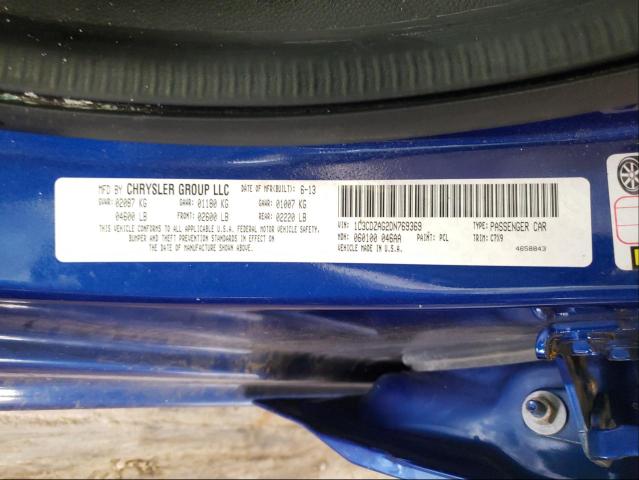 MFD BY CHRYSLER GROUP LLC DATE OF MFR(BUILT): 6-13
GVWR: 02087 KG GAWR: 01180 KG GAWR: 01007 KG
04600 LB FRONT: 02600 LB REAR: 02220 LB
THIS VEHICLE CONFORMS TO ALL APPLICABLE U.S.A. FEDERAL MOTOR VEHICLE SAFETY,
BUMPER AND THEFT PREVENTION STANDARDS IN EFFECT ON
THE DATE OF MANUFACTURE SHOWN ABOVE.
VIN: 1C3CDZAG2DN769369 TYPE: PASSENGER CAR
MDH: 060100 046AA PAINT: PCL TRIM: C7X9
VEHICLE MADE IN U.S.A. 4658843